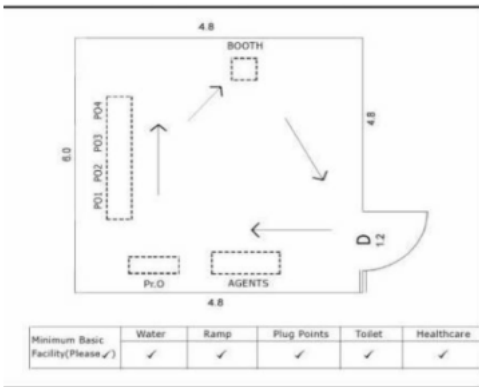 4.8
BOOTH
PO4
PO3
PO2
PO1
6.0
4.8
D
1.2
Pr.O
AGENTS
4.8
Minimum Basic Facility(Please✓)
Water
Ramp
Plug Points
Toilet
Healthcare
✓ ✓ ✓ ✓ ✓